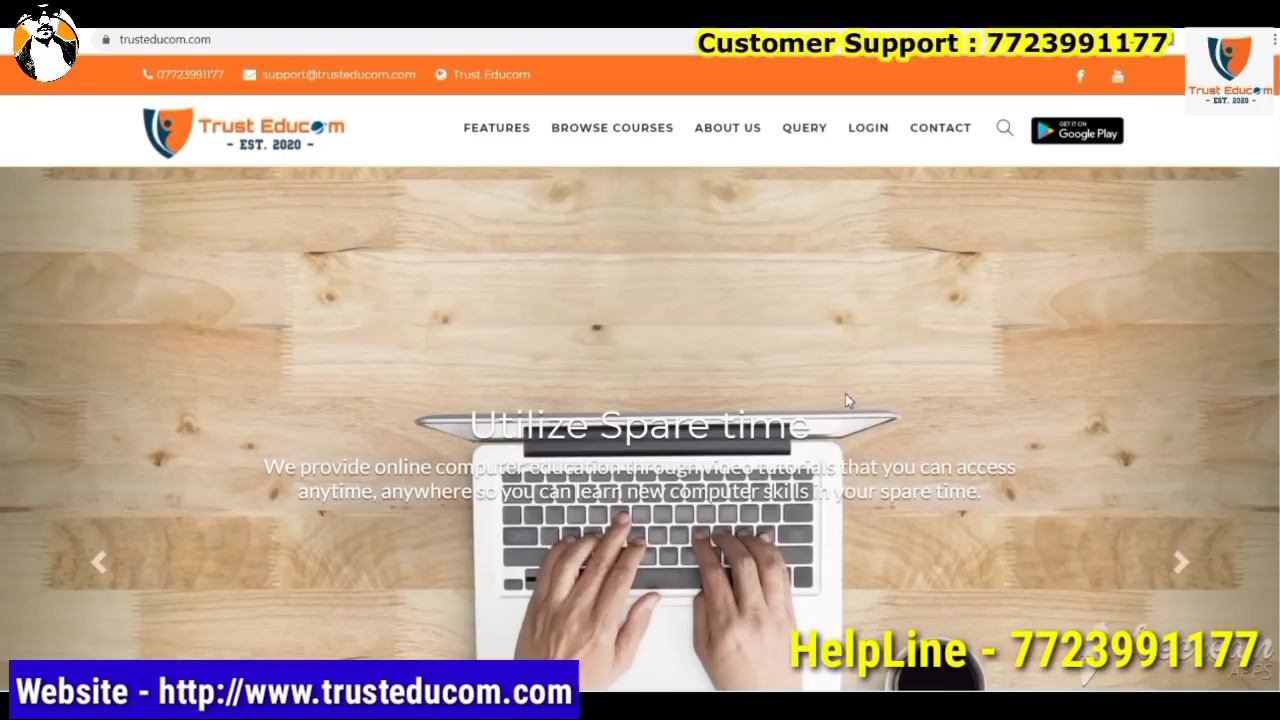 trusteducom.com
Customer Support : 7723991177
07723991177 support@trusteducom.com Trust Educom
Trust Educom
- EST. 2020 -
Trust Educom
- EST. 2020 -
FEATURES BROWSE COURSES ABOUT US QUERY LOGIN CONTACT
GET IT ON
Google Play
Utilize Spare time
We provide online computer education through video tutorials that you can access
anytime, anywhere so you can learn new computer skills in your spare time.
HelpLine - 7723991177
APPS
Website - http://www.trusteducom.com